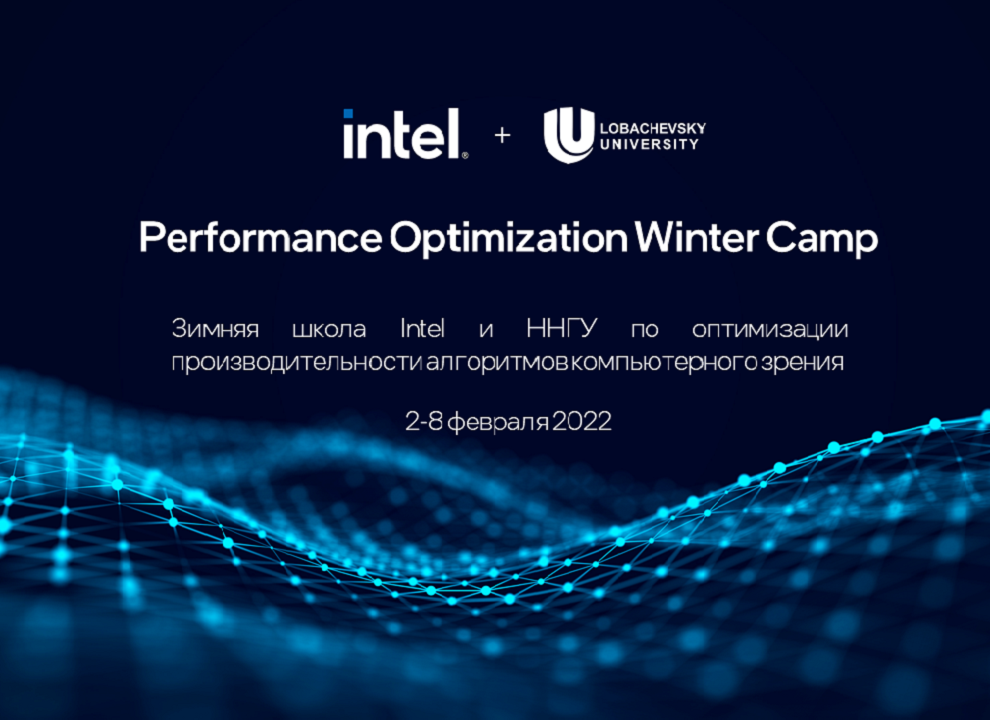 intel® + LOBACHEVSKY
UNIVERSITY
Performance Optimization Winter Camp
Зимняя школа Intel и ННГУ по оптимизации
производительности алгоритмов компьютерного зрения
2-8 февраля 2022